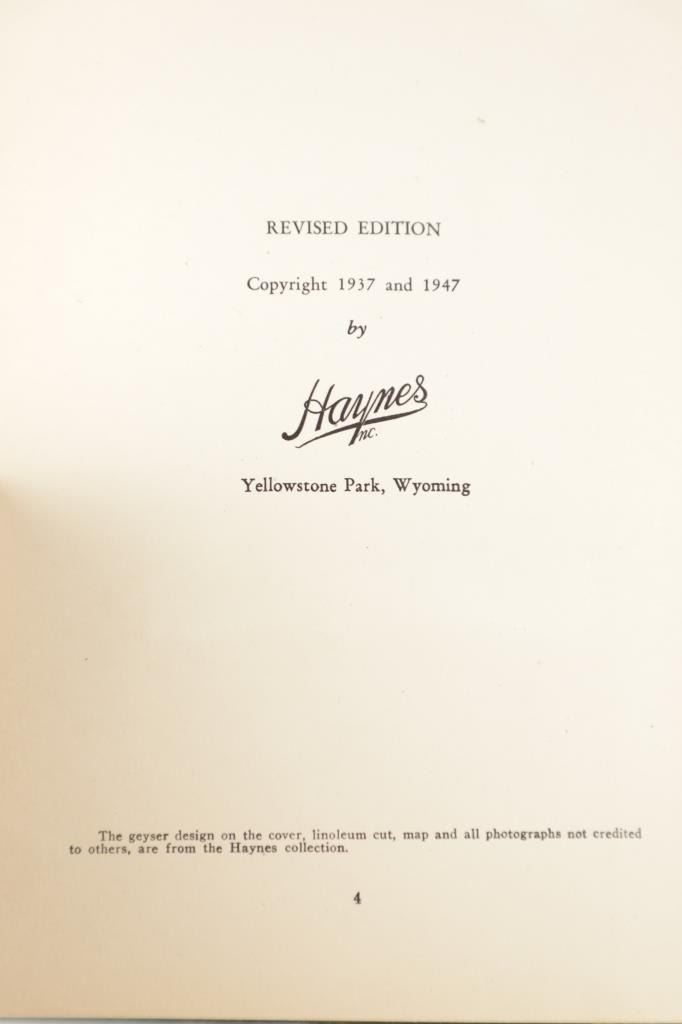 REVISED EDITION
Copyright 1937 and 1947
by
Haynes
Inc.
Yellowstone Park, Wyoming
The geyser design on the cover, linoleum cut, map and all photographs not credited
to others, are from the Haynes collection.
4